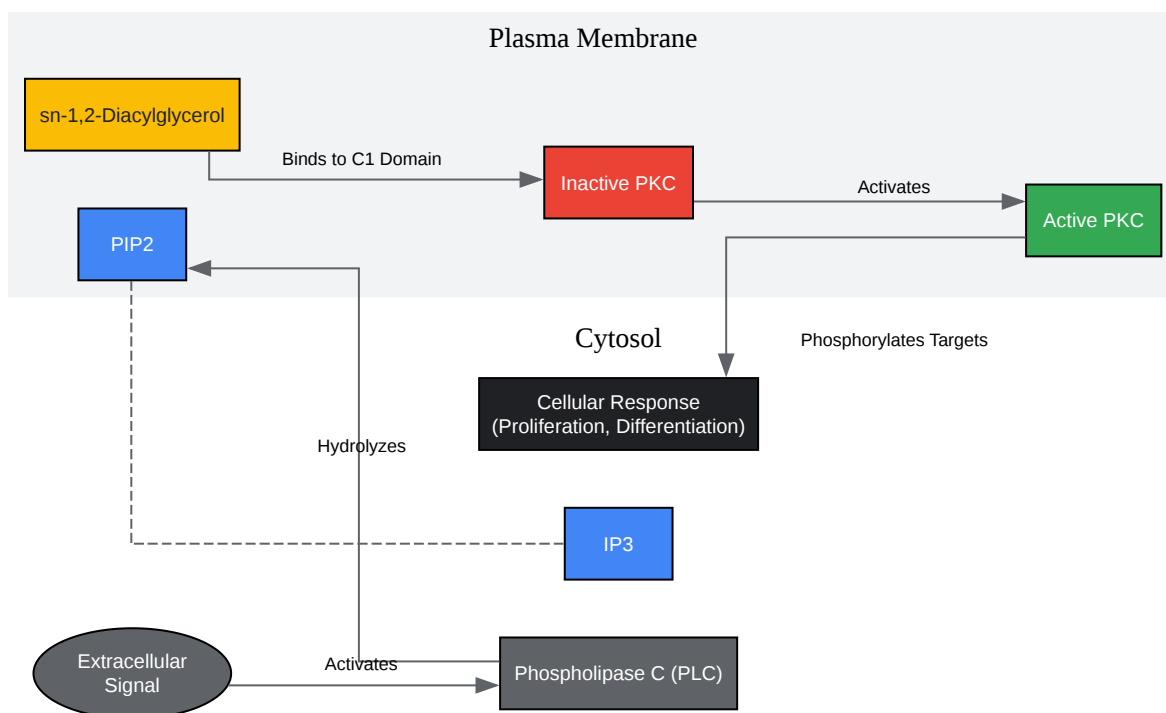 Plasma Membrane
sn-1,2-Diacylglycerol
Binds to C1 Domain
Inactive PKC
Activates
Active PKC
PIP2
Cytosol
Phosphorylates Targets
Cellular Response
(Proliferation, Differentiation)
Hydrolyzes
IP3
Extracellular
Signal
Activates
Phospholipase C (PLC)